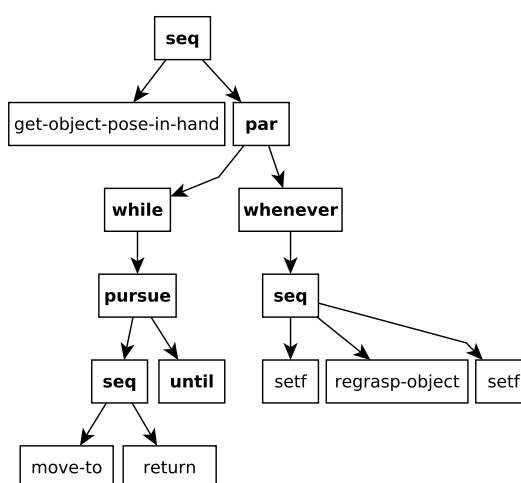 seq
get-object-pose-in-hand
par
while
whenever
pursue
seq
seq
until
setf
regrasp-object
setf
move-to
return